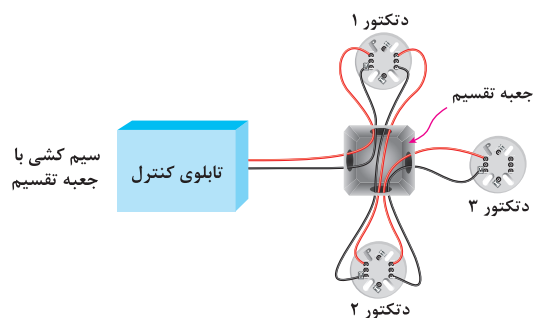 دتکتور ۱
جعبه تقسیم
سیم کشی با
جعبه تقسیم
تابلوی کنترل
دتکتور ۳
دتکتور ۲